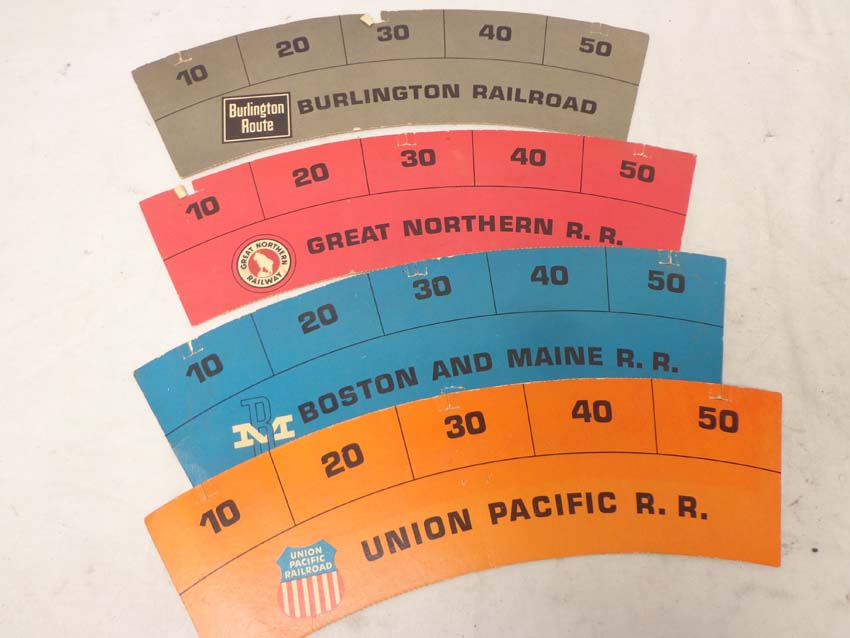 10 20 30 40 50
Burlington
Route
BURLINGTON RAILROAD
10 20 30 40 50
GREAT NORTHERN
RAILWAY
GREAT NORTHERN R. R.
10 20 30 40 50
B
M
BOSTON AND MAINE R. R.
10 20 30 40 50
UNION
PACIFIC
RAILROAD
UNION PACIFIC R. R.